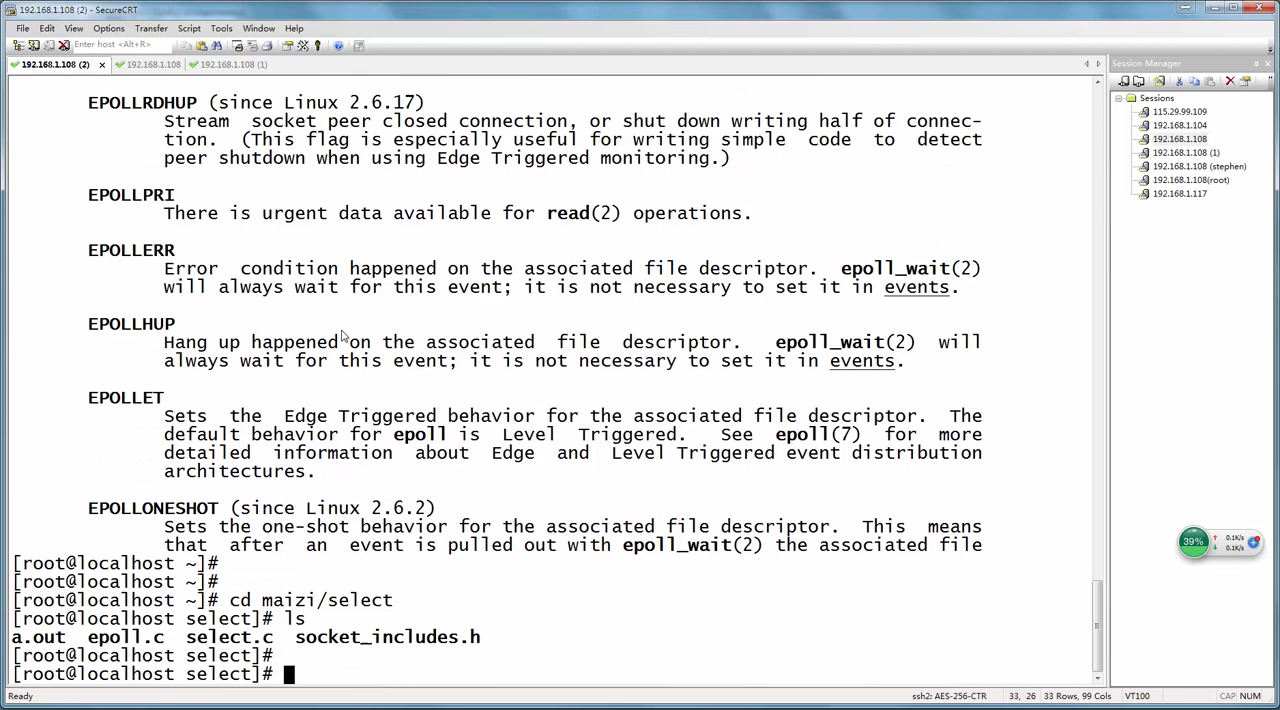 192.168.1.108 (2) - SecureCRT
File Edit View Options Transfer Script Tools Window Help
Enter host <Alt+R>
192.168.1.108 (2) 192.168.1.108 192.168.1.108 (1)
EPOLLRDHUP (since Linux 2.6.17)
Stream socket peer closed connection, or shut down writing half of connec-
tion. (This flag is especially useful for writing simple code to detect
peer shutdown when using Edge Triggered monitoring.)
EPOLLPRI
There is urgent data available for read(2) operations.
EPOLLERR
Error condition happened on the associated file descriptor. epoll_wait(2)
will always wait for this event; it is not necessary to set it in events.
EPOLLHUP
Hang up happened on the associated file descriptor. epoll_wait(2) will
always wait for this event; it is not necessary to set it in events.
EPOLLET
Sets the Edge Triggered behavior for the associated file descriptor. The
default behavior for epoll is Level Triggered. See epoll(7) for more
detailed information about Edge and Level Triggered event distribution
architectures.
EPOLLONESHOT (since Linux 2.6.2)
Sets the one-shot behavior for the associated file descriptor. This means
that after an event is pulled out with epoll_wait(2) the associated file
[root@localhost ~]#
[root@localhost ~]#
[root@localhost ~]# cd maizi/select
[root@localhost select]# ls
a.out epoll.c select.c socket_includes.h
[root@localhost select]#
[root@localhost select]#
Session Manager
Sessions
115.29.99.109
192.168.1.104
192.168.1.108
192.168.1.108 (1)
192.168.1.108 (stephen)
192.168.1.108(root)
192.168.1.117
39%
0.1K/s
0.1K/s
Ready ssh2: AES-256-CTR 33, 26 33 Rows, 99 Cols VT100 CAP NUM